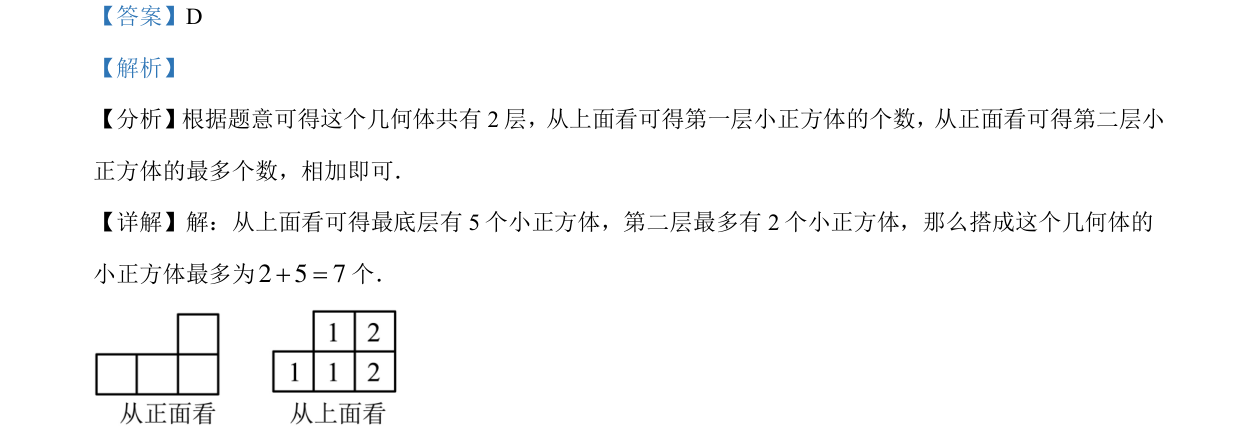 【答案】D
【解析】
【分析】根据题意可得这个几何体共有 2 层，从上面看可得第一层小正方体的个数，从正面看可得第二层小
正方体的最多个数，相加即可．
【详解】解：从上面看可得最底层有 5 个小正方体，第二层最多有 2 个小正方体，那么搭成这个几何体的
小正方体最多为 2+5=7 个．
1 2
1 1 2
从正面看 从上面看